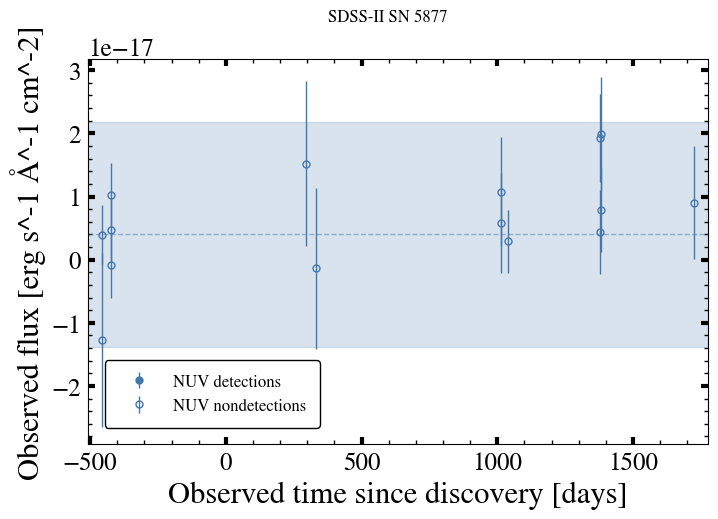 SDSS-II SN 5877
1e−17
Observed flux [erg s^-1 Å^-1 cm^-2]
3
2
1
0
−1
−2
NUV detections
NUV nondetections
−500 0 500 1000 1500
Observed time since discovery [days]